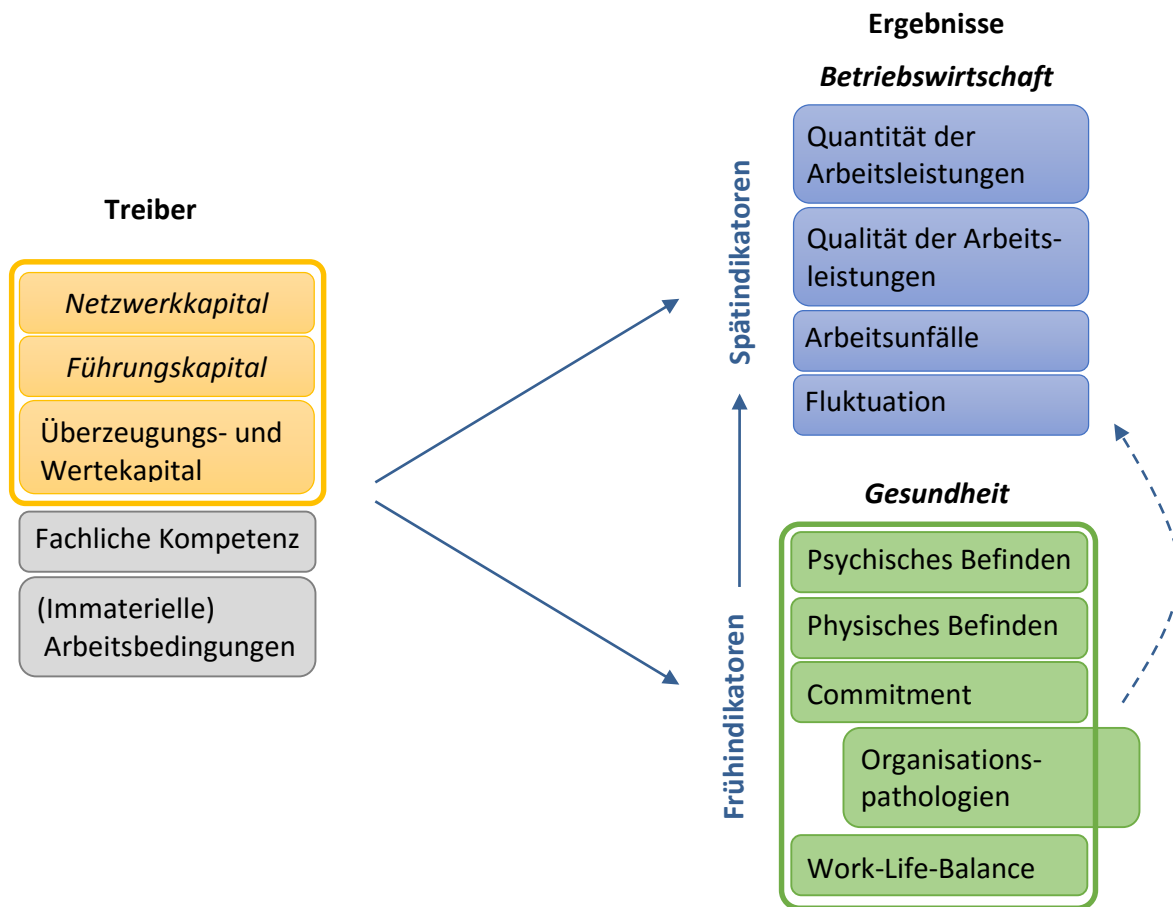 Treiber
Netzwerkkapital
Führungskapital
Überzeugungs- und
Wertekapital
Fachliche Kompetenz
(Immaterielle)
Arbeitsbedingungen
Spätindikatoren
Frühindikatoren
Ergebnisse
Betriebswirtschaft
Quantität der
Arbeitsleistungen
Qualität der Arbeits-
leistungen
Arbeitsunfälle
Fluktuation
Gesundheit
Psychisches Befinden
Physisches Befinden
Commitment
Organisations-
pathologien
Work-Life-Balance